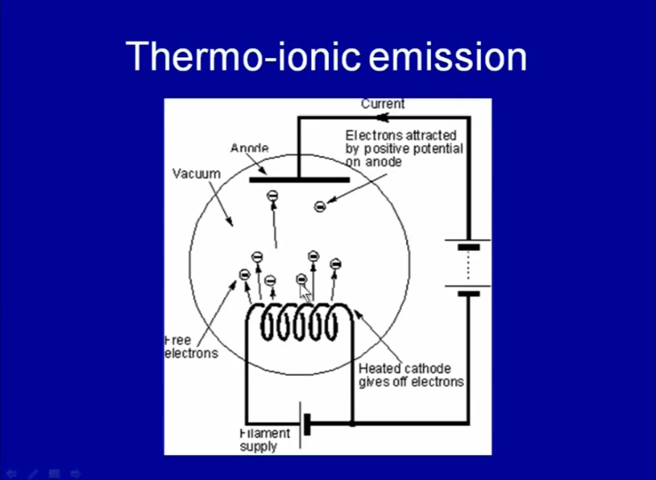 Thermo-ionic emission
Current
Electrons attracted
by positive potential
on anode
Anode
Vacuum
Free
electrons
Heated cathode
gives off electrons
Filament
supply